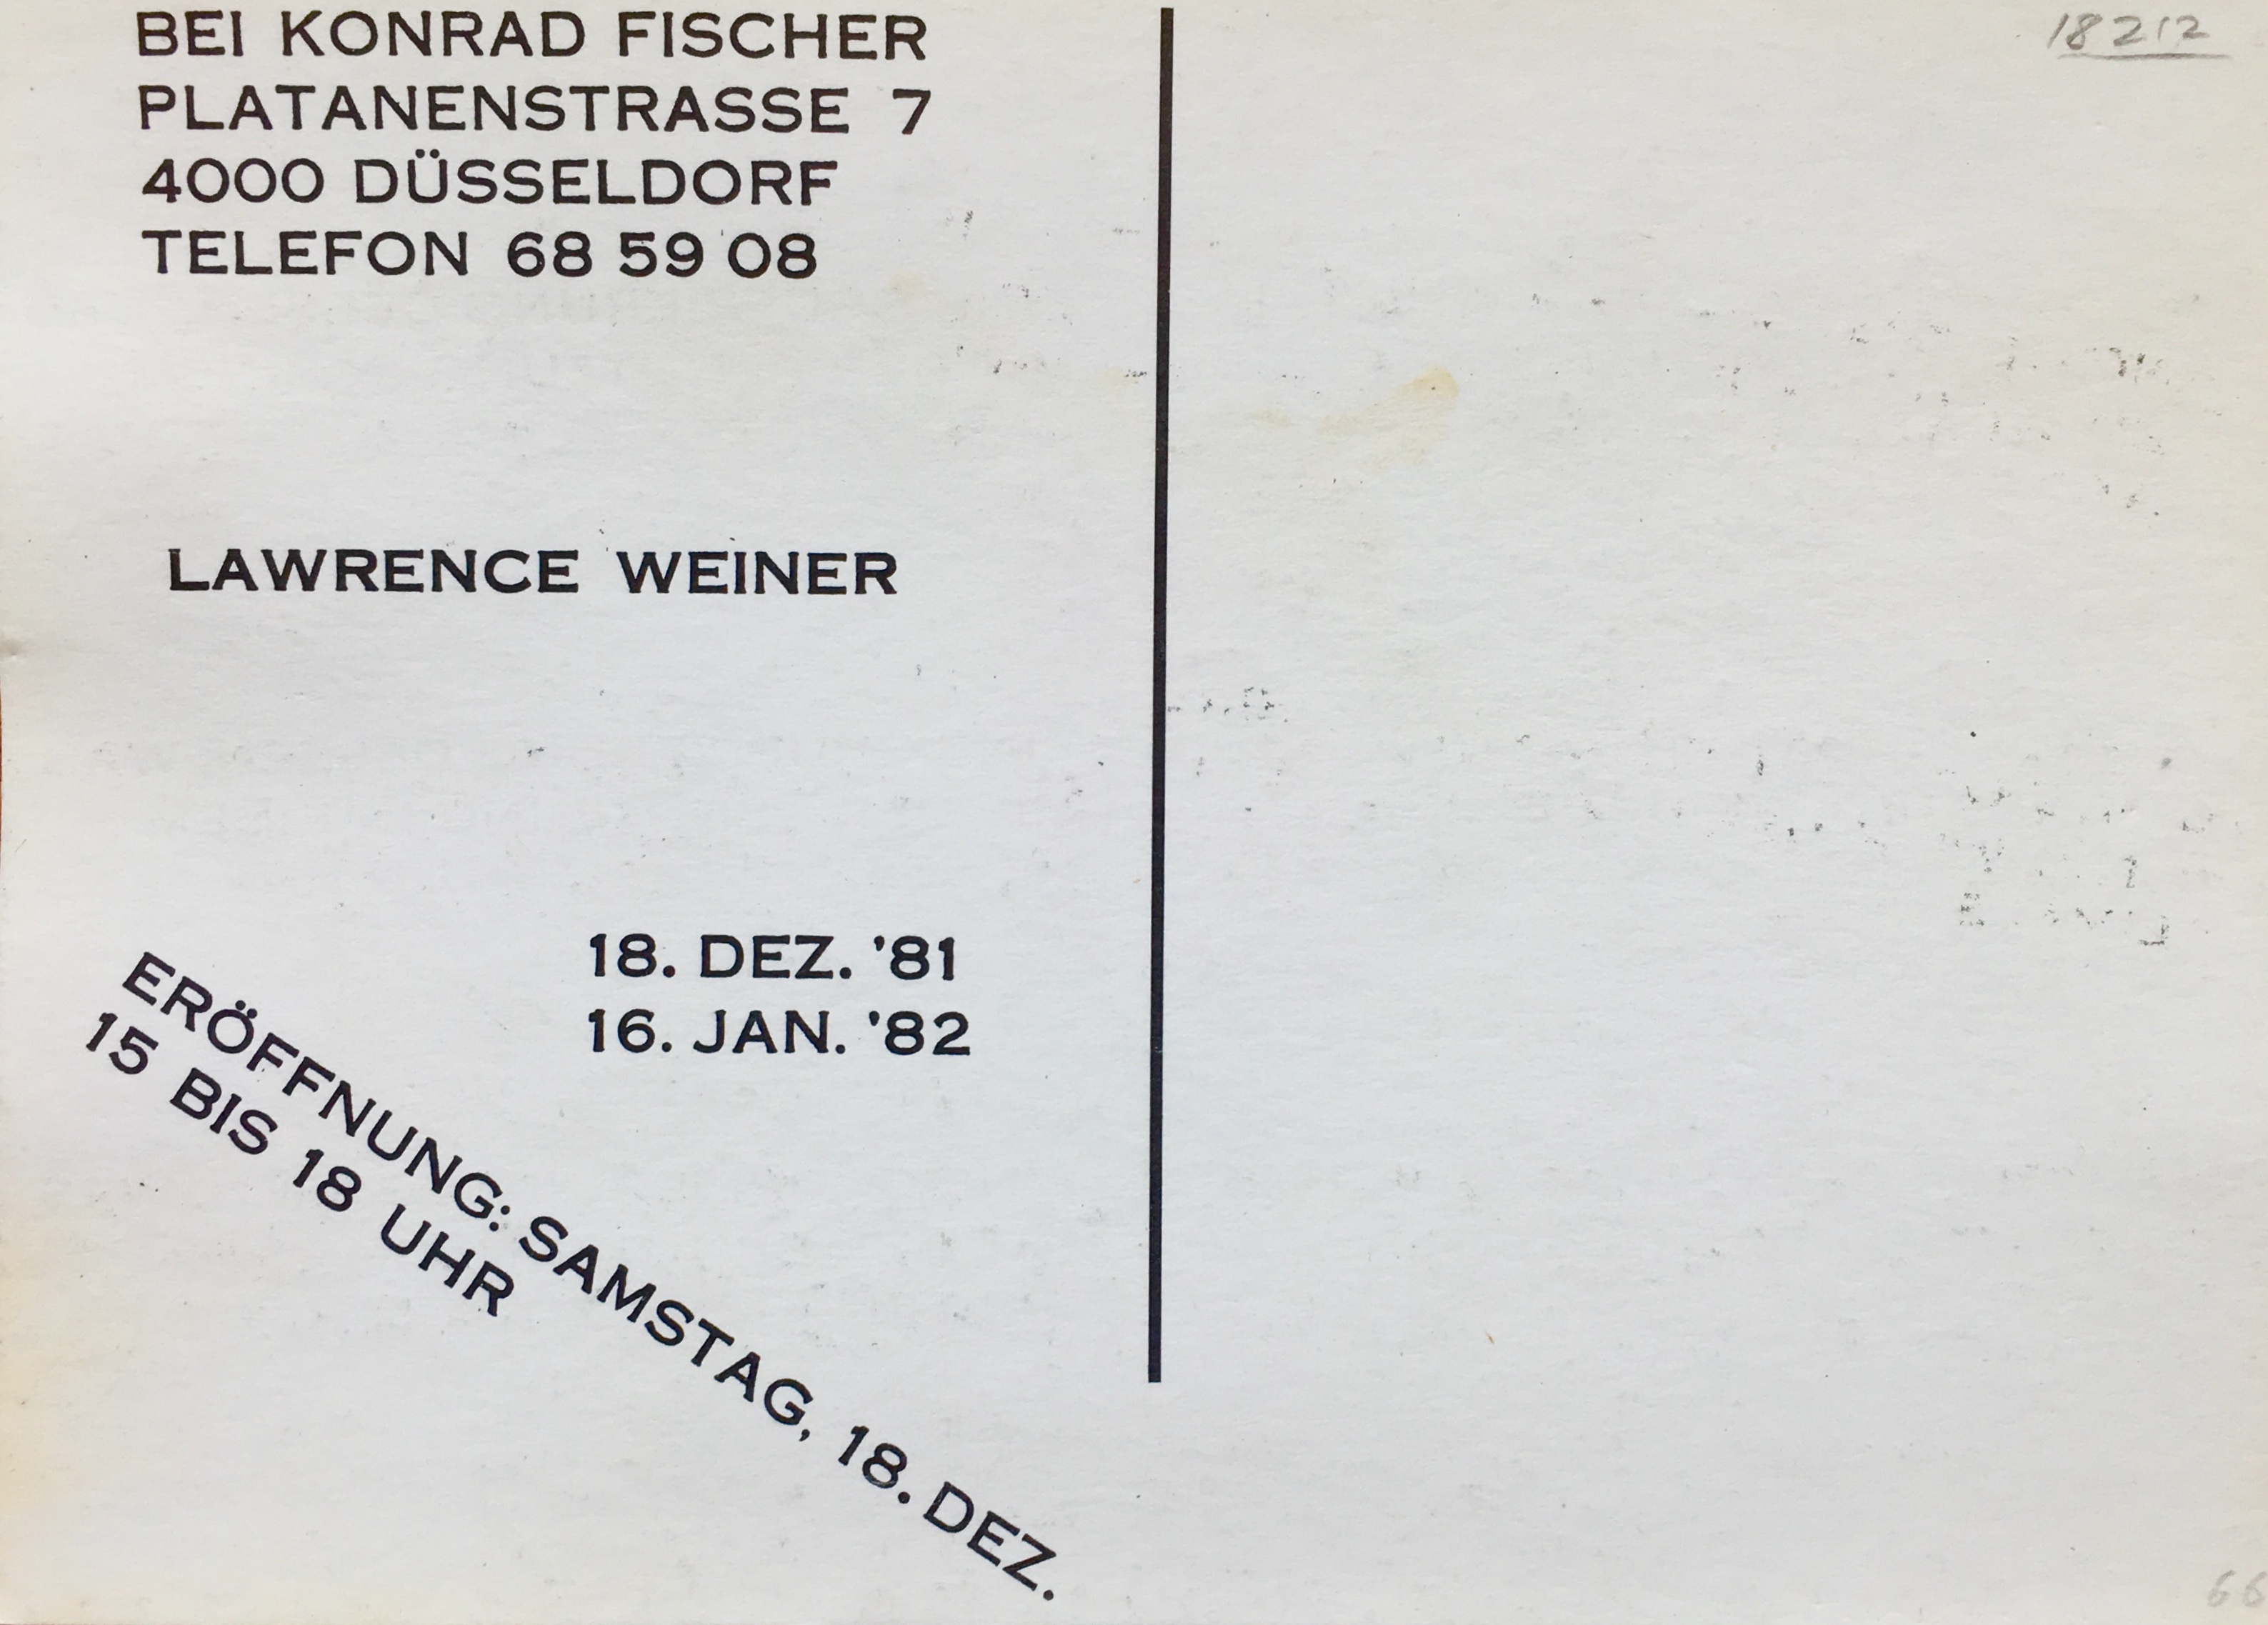 BEI KONRAD FISCHER
PLATANENSTRASSE 7
4000 DÜSSELDORF
TELEFON 68 59 08
LAWRENCE WEINER
18. DEZ. '81
16. JAN. '82
ERÖFFNUNG: SAMSTAG, 18. DEZ.
15 BIS 18 UHR
18212
66